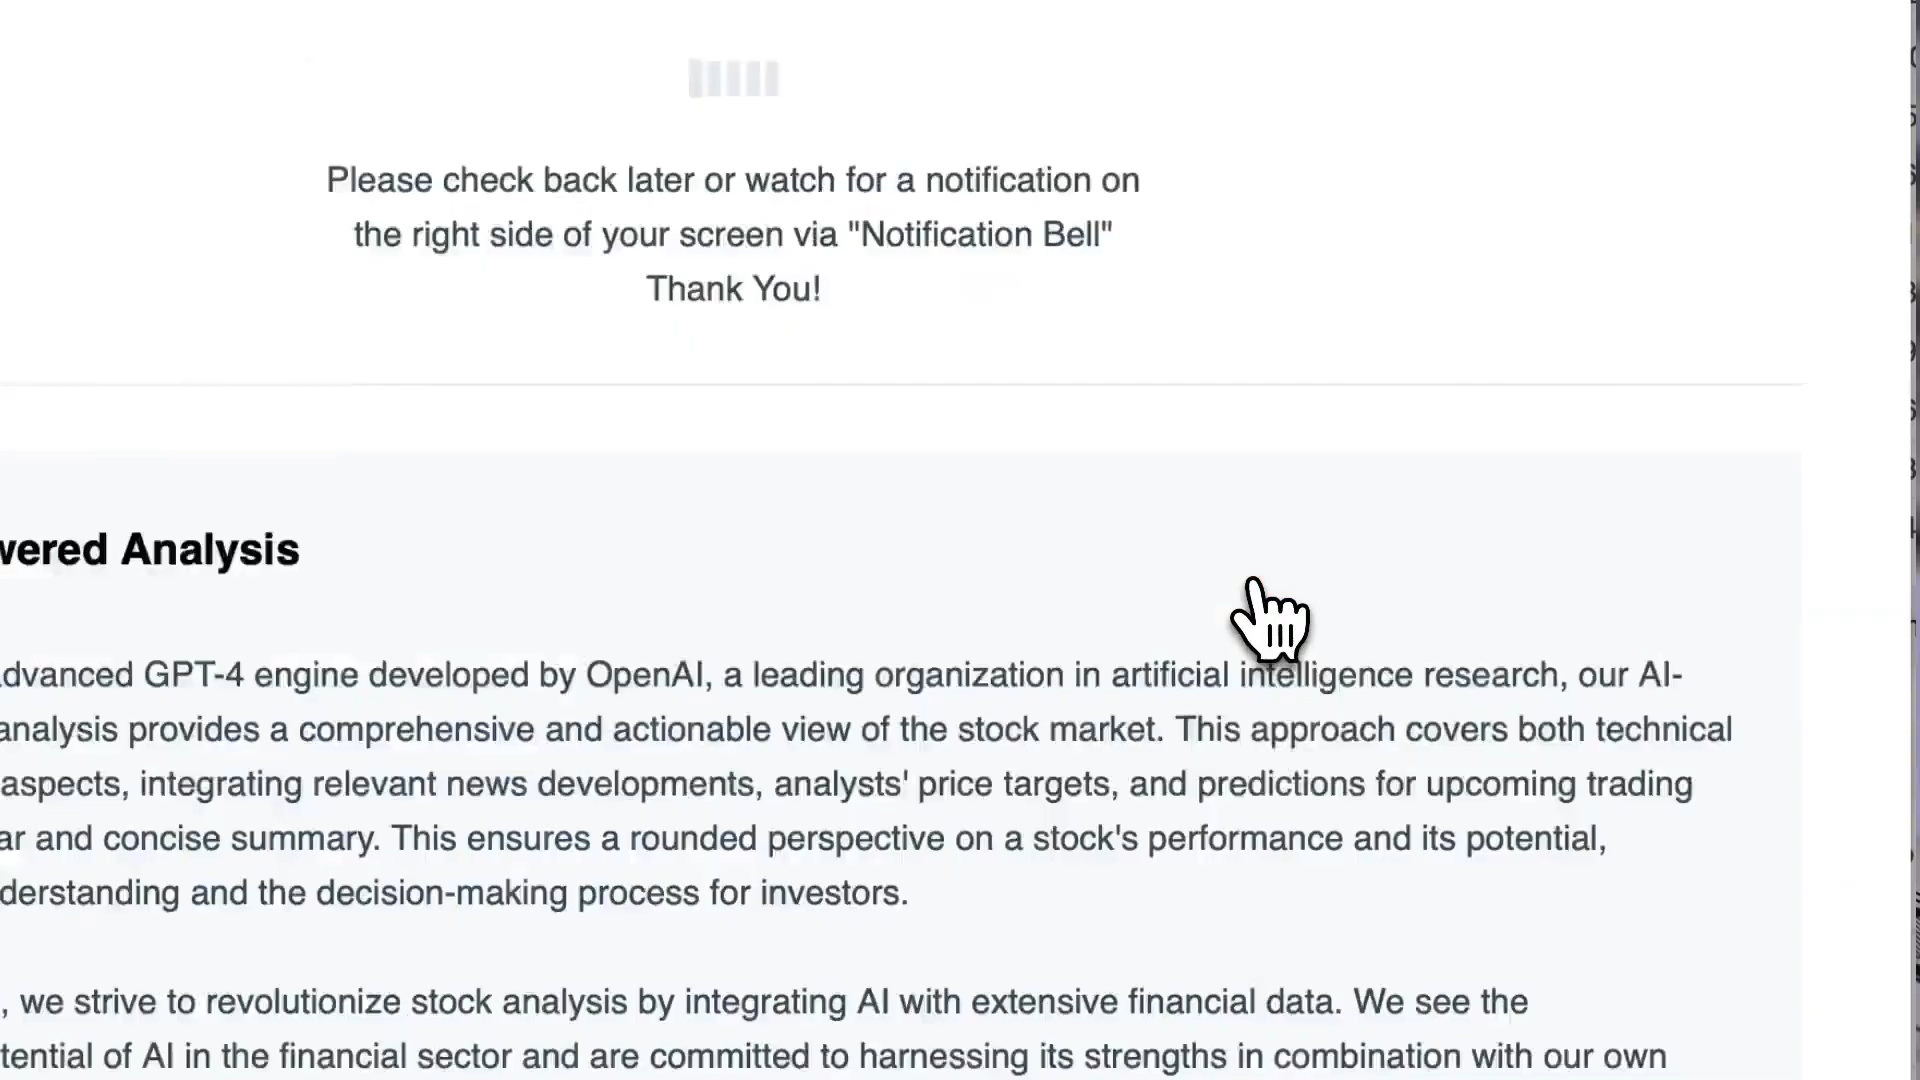 Please check back later or watch for a notification on
the right side of your screen via "Notification Bell"
Thank You!
wered Analysis
dvanced GPT-4 engine developed by OpenAI, a leading organization in artificial intelligence research, our AI-
analysis provides a comprehensive and actionable view of the stock market. This approach covers both technical
aspects, integrating relevant news developments, analysts' price targets, and predictions for upcoming trading
ar and concise summary. This ensures a rounded perspective on a stock's performance and its potential,
derstanding and the decision-making process for investors.
, we strive to revolutionize stock analysis by integrating AI with extensive financial data. We see the
tential of AI in the financial sector and are committed to harnessing its strengths in combination with our own